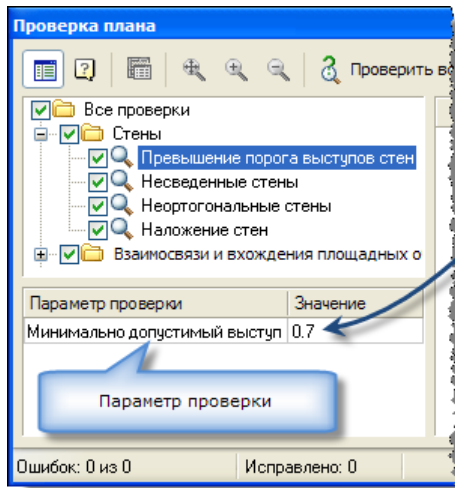 Проверка плана
Проверить
Все проверки
Стены
Превышение порога выступов стен
Несведенные стены
Неортогональные стены
Наложение стен
Взаимосвязи и вхождения площадных о
Параметр проверки Значение
Минимально допустимый выступ 0.7
Параметр проверки
Ошибок: 0 из 0 Исправлено: 0